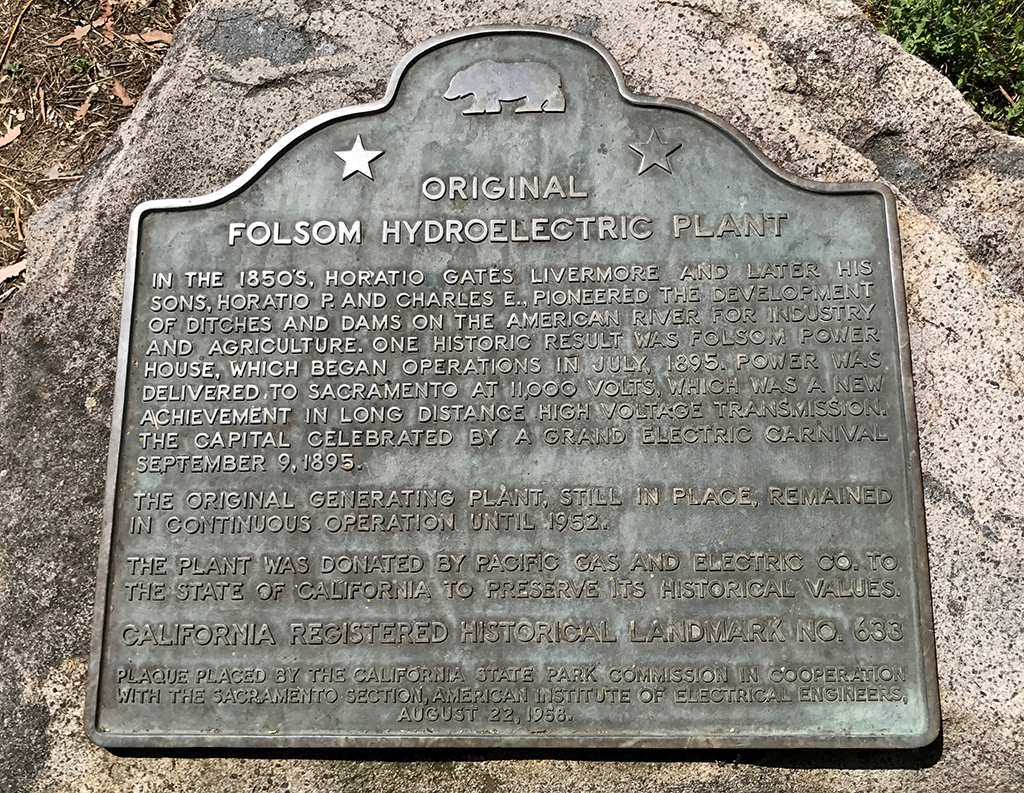 ORIGINAL
FOLSOM HYDROELECTRIC PLANT
IN THE 1850'S, HORATIO GATES LIVERMORE AND LATER HIS
SONS, HORATIO P. AND CHARLES E., PIONEERED THE DEVELOPMENT
OF DITCHES AND DAMS ON THE AMERICAN RIVER FOR INDUSTRY
AND AGRICULTURE. ONE HISTORIC RESULT WAS FOLSOM POWER
HOUSE, WHICH BEGAN OPERATIONS IN JULY, 1895. POWER WAS
DELIVERED TO SACRAMENTO AT 11,000 VOLTS, WHICH WAS A NEW
ACHIEVEMENT IN LONG DISTANCE HIGH VOLTAGE TRANSMISSION.
THE CAPITAL CELEBRATED BY A GRAND ELECTRIC CARNIVAL
SEPTEMBER 9, 1895.
THE ORIGINAL GENERATING PLANT, STILL IN PLACE, REMAINED
IN CONTINUOUS OPERATION UNTIL 1952.
THE PLANT WAS DONATED BY PACIFIC GAS AND ELECTRIC CO. TO
THE STATE OF CALIFORNIA TO PRESERVE ITS HISTORICAL VALUES.
CALIFORNIA REGISTERED HISTORICAL LANDMARK NO. 633
PLAQUE PLACED BY THE CALIFORNIA STATE PARK COMMISSION IN COOPERATION
WITH THE SACRAMENTO SECTION, AMERICAN INSTITUTE OF ELECTRICAL ENGINEERS,
AUGUST 22, 1958.